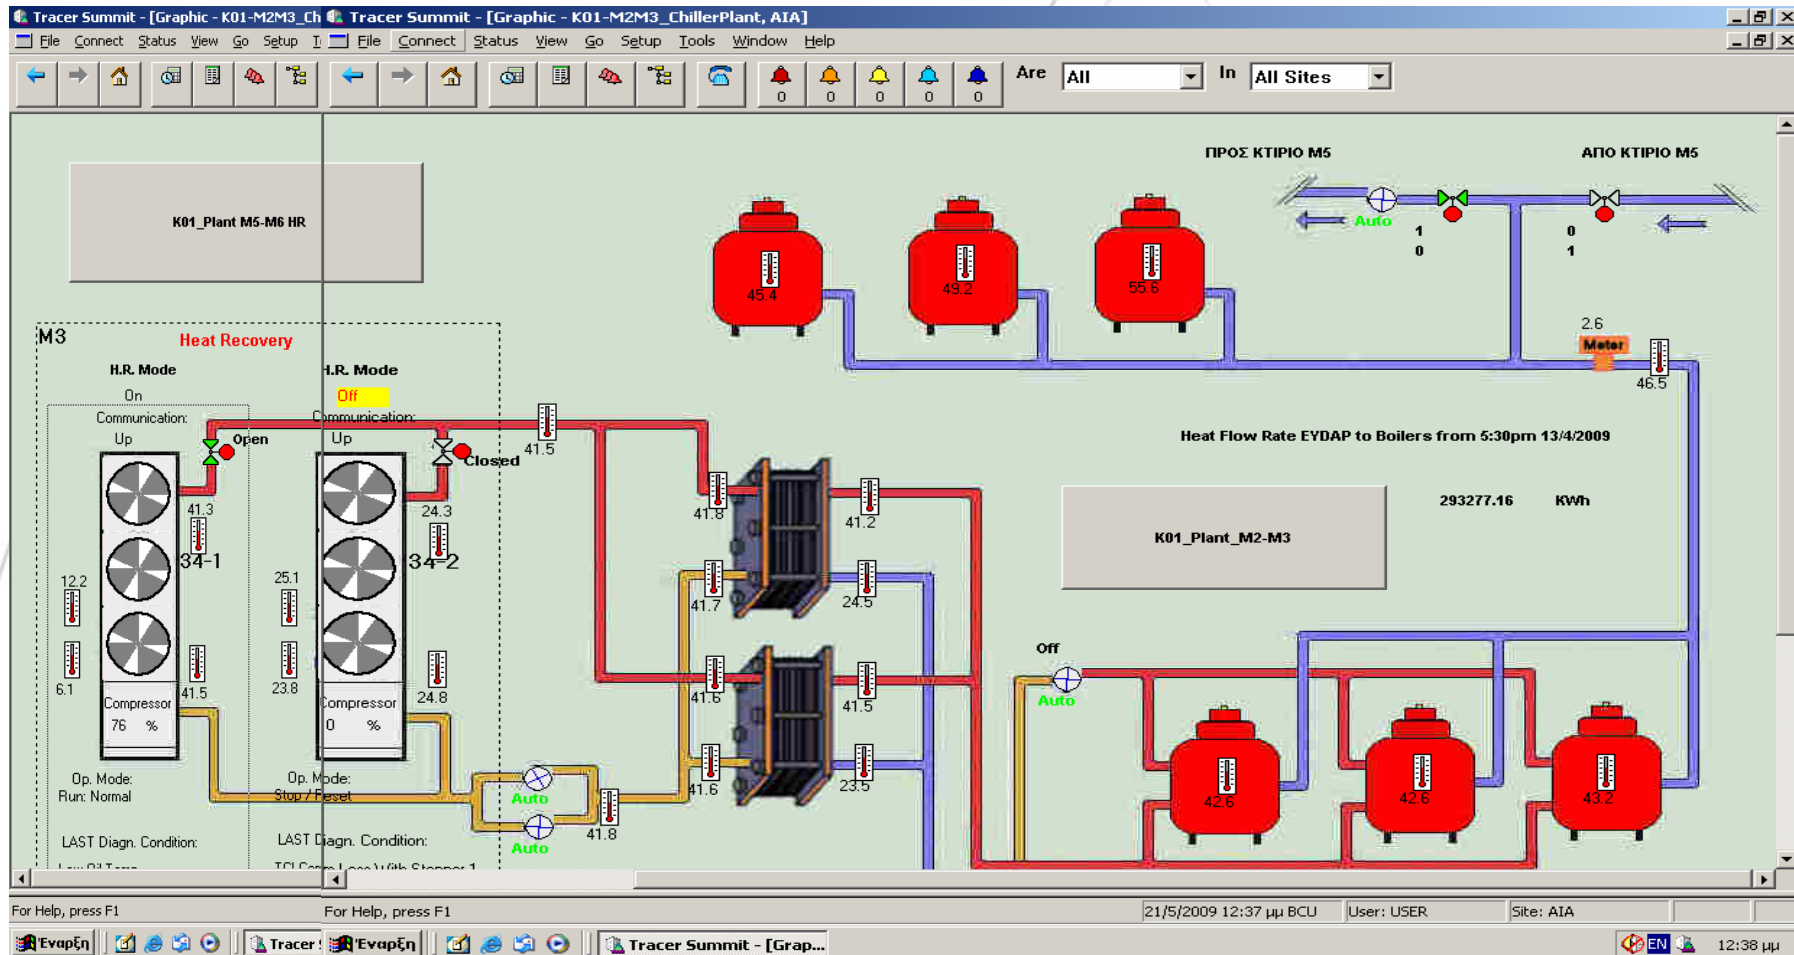 Tracer Summit - [Graphic - K01-M2M3_Ch
Tracer Summit - [Graphic - K01-M2M3_ChillerPlant, AIA]
File Connect Status View Go Setup T
File Connect Status View Go Setup Tools Window Help
0 0 0 0 0
Are All In All Sites
ΠΡΟΣ ΚΤΙΡΙΟ Μ5
ΑΠΟ ΚΤΙΡΙΟ Μ5
K01_Plant M5-M6 HR
Auto
1 0
0 1
45.4 49.2 55.6
2.6
Meter
46.5
M3
Heat Recovery
H.R. Mode
On
Communication:
Up
Open
H.R. Mode
Off
Communication:
Up
Closed
41.5
Heat Flow Rate EYDAP to Boilers from 5:30pm 13/4/2009
293277.16 KWh
K01_Plant_M2-M3
41.3 24.3
34-1 34-2
12.2 25.1
6.1 41.5 23.8 24.8
41.8 41.2
41.7 24.5
41.6 41.5
41.6 23.5
Compressor
76 %
Compressor
0 %
Op. Mode:
Run: Normal
Op. Mode:
Stop / Reset
Auto
Auto
41.8
Off
Auto
42.6 42.6 43.2
LAST Diagn. Condition:
LAST Diagn. Condition:
For Help, press F1
For Help, press F1
21/5/2009 12:37 μμ BCU
User: USER
Site: AIA
Έναρξη
Tracer
Έναρξη
Tracer Summit - [Grap...
EN
12:38 μμ